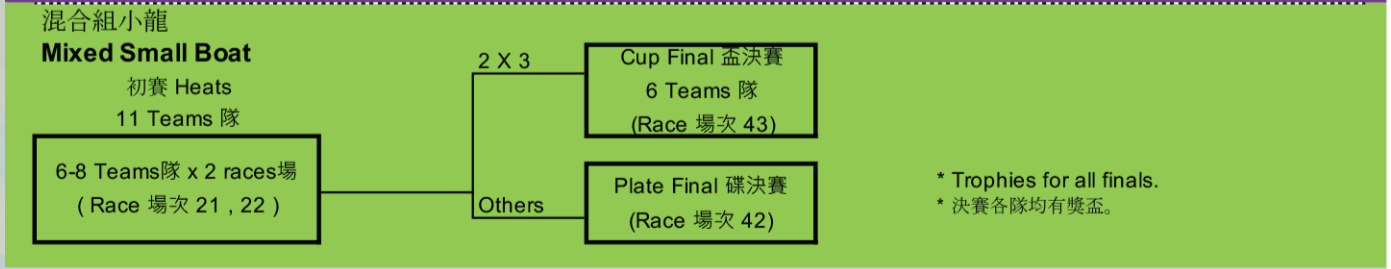 混合組小龍
Mixed Small Boat
初賽 Heats
11 Teams 隊
6-8 Teams隊 x 2 races場
( Race 場次 21 , 22 )
2 X 3
Cup Final 盃決賽
6 Teams 隊
(Race 場次 43)
Others
Plate Final 碟決賽
(Race 場次 42)
* Trophies for all finals.
* 決賽各隊均有獎盃。